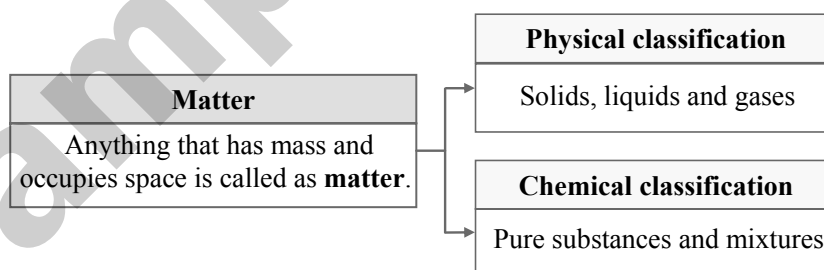 Matter
Anything that has mass and
occupies space is called as matter.
Physical classification
Solids, liquids and gases
Chemical classification
Pure substances and mixtures